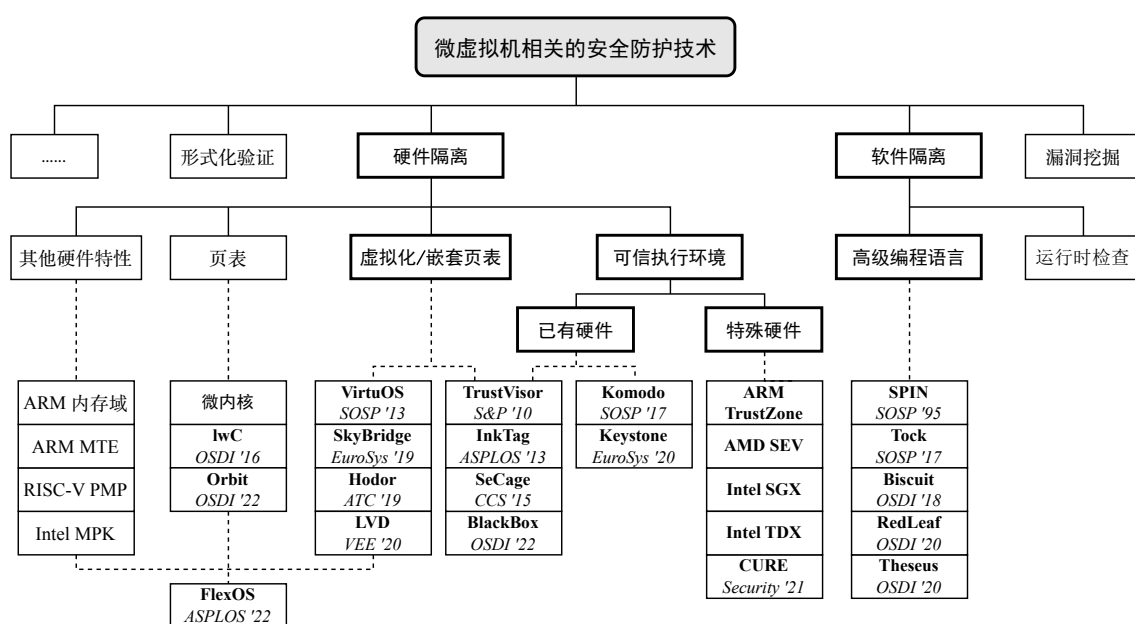 微虚拟机相关的安全防护技术
......
形式化验证
硬件隔离
软件隔离
漏洞挖掘
其他硬件特性
页表
虚拟化/嵌套页表
可信执行环境
高级编程语言
运行时检查
已有硬件
特殊硬件
ARM 内存域
ARM MTE
RISC-V PMP
Intel MPK
微内核
lwC
OSDI '16
Orbit
OSDI '22
FlexOS
ASPLOS '22
VirtuOS
SOSP '13
SkyBridge
EuroSys '19
Hodor
ATC '19
LVD
VEE '20
TrustVisor
S&P '10
InkTag
ASPLOS '13
SeCage
CCS '15
BlackBox
OSDI '22
Komodo
SOSP '17
Keystone
EuroSys '20
ARM
TrustZone
AMD SEV
Intel SGX
Intel TDX
CURE
Security '21
SPIN
SOSP '95
Tock
SOSP '17
Biscuit
OSDI '18
RedLeaf
OSDI '20
Theseus
OSDI '20